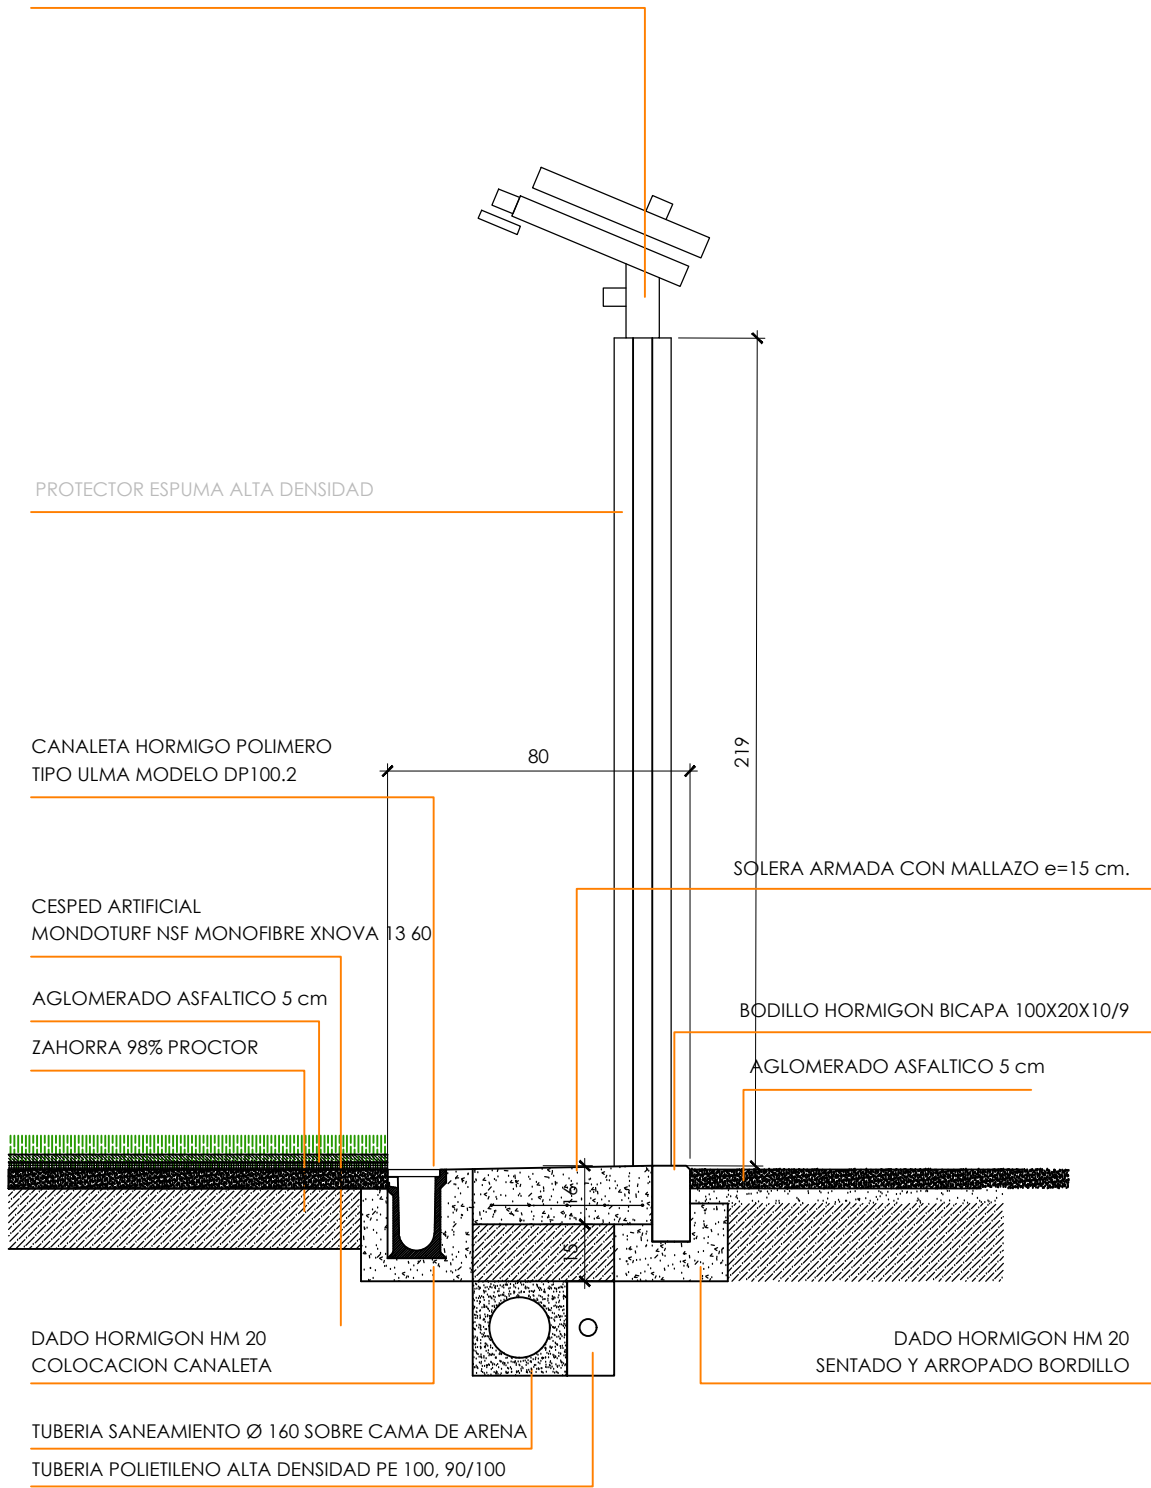 PROTECTOR ESPUMA ALTA DENSIDAD
219
CANALETA HORMIGO POLIMERO
TIPO ULMA MODELO DP100.2
80
SOLERA ARMADA CON MALLAZO e=15 cm.
CESPED ARTIFICIAL
MONDOTURF NSF MONOFIBRE XNOVA 13 60
AGLOMERADO ASFALTICO 5 cm
BODILLO HORMIGON BICAPA 100X20X10/9
ZAHORRA 98% PROCTOR
AGLOMERADO ASFALTICO 5 cm
16
15
DADO HORMIGON HM 20
COLOCACION CANALETA
DADO HORMIGON HM 20
SENTADO Y ARROPADO BORDILLO
TUBERIA SANEAMIENTO Ø 160 SOBRE CAMA DE ARENA
TUBERIA POLIETILENO ALTA DENSIDAD PE 100, 90/100